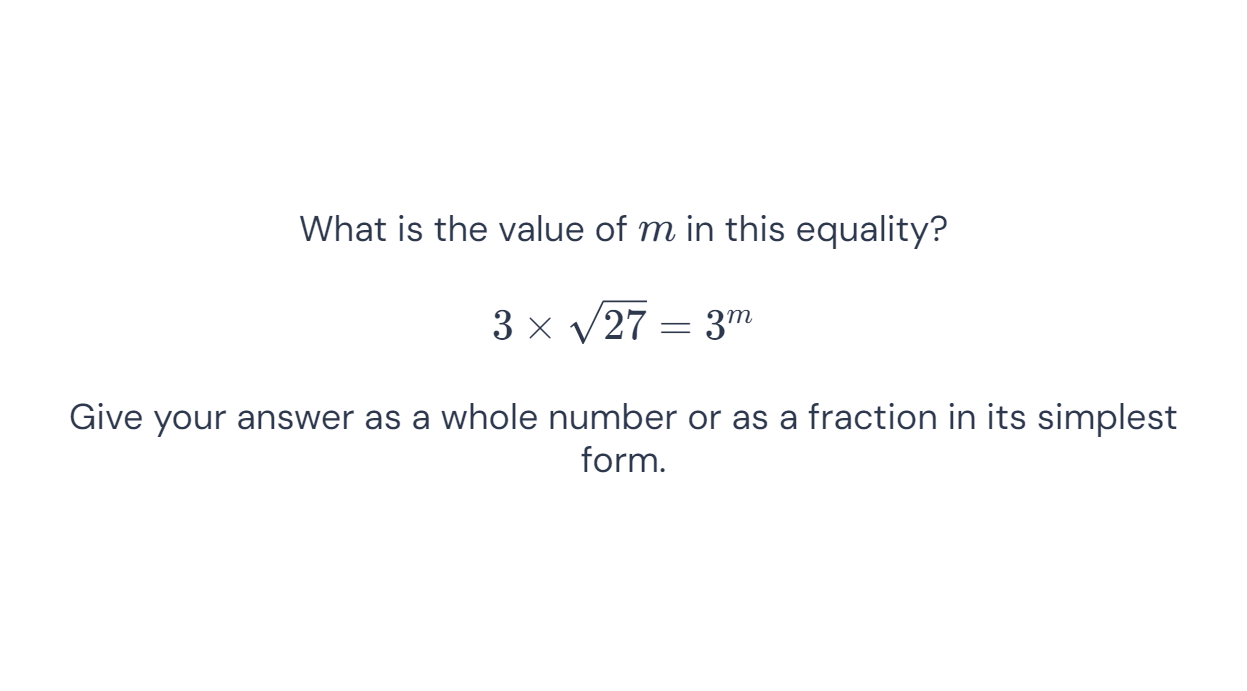 What is the value of m in this equality?
3 × √27 = 3^m
Give your answer as a whole number or as a fraction in its simplest
form.